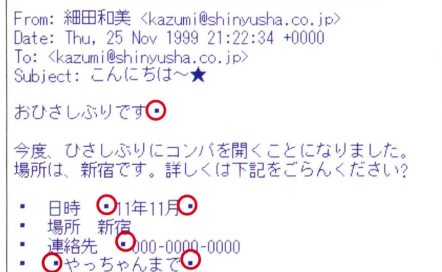 From: 細田和美 <kazumi@shinyusha.co.jp>
Date: Thu, 25 Nov 1999 21:22:34 +0000
To: <kazumi@shinyusha.co.jp>
Subject: こんにちは～★
おひさしぶりです・
今度、ひさしぶりにコンパを開くことになりました。
場所は、新宿です。詳しくは下記をごらんください?
・ 日時 ・11年11月・
・ 場所 新宿
・ 連絡先 ・000-0000-0000
・ ・やっちゃんまで・